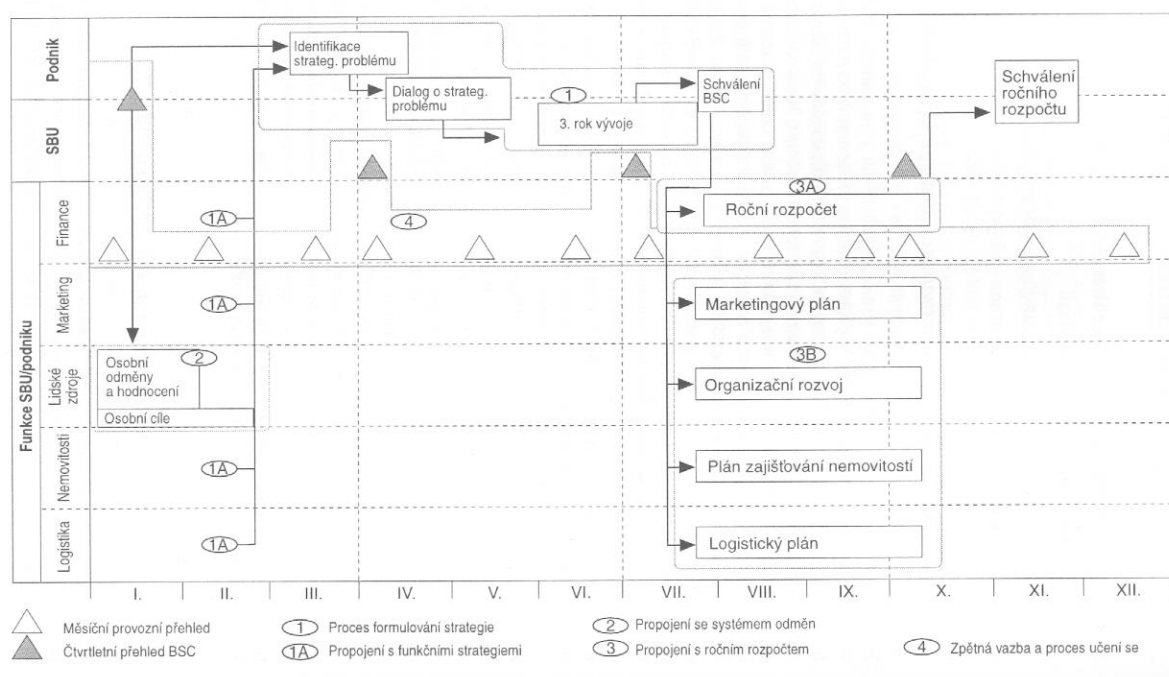 Podnik
SBU
Funkce SBU/podniku
Finance
Marketing
Lidské
zdroje
Nemovitosti
Logistika
Identifikace
strateg. problému
Dialog o strateg.
problému
1
3. rok vývoje
Schválení
BSC
Schválení
ročního
rozpočtu
1A
4
3A
Roční rozpočet
1A
Marketingový plán
Osobní
odměny
a hodnocení
2
Osobní cíle
3B
Organizační rozvoj
1A
Plán zajišťování nemovitostí
1A
Logistický plán
I. II. III. IV. V. VI. VII. VIII. IX. X. XI. XII.
Měsíční provozní přehled
Čtvrtletní přehled BSC
1 Proces formulování strategie
1A Propojení s funkčními strategiemi
2 Propojení se systémem odměn
3 Propojení s ročním rozpočtem
4 Zpětná vazba a proces učení se